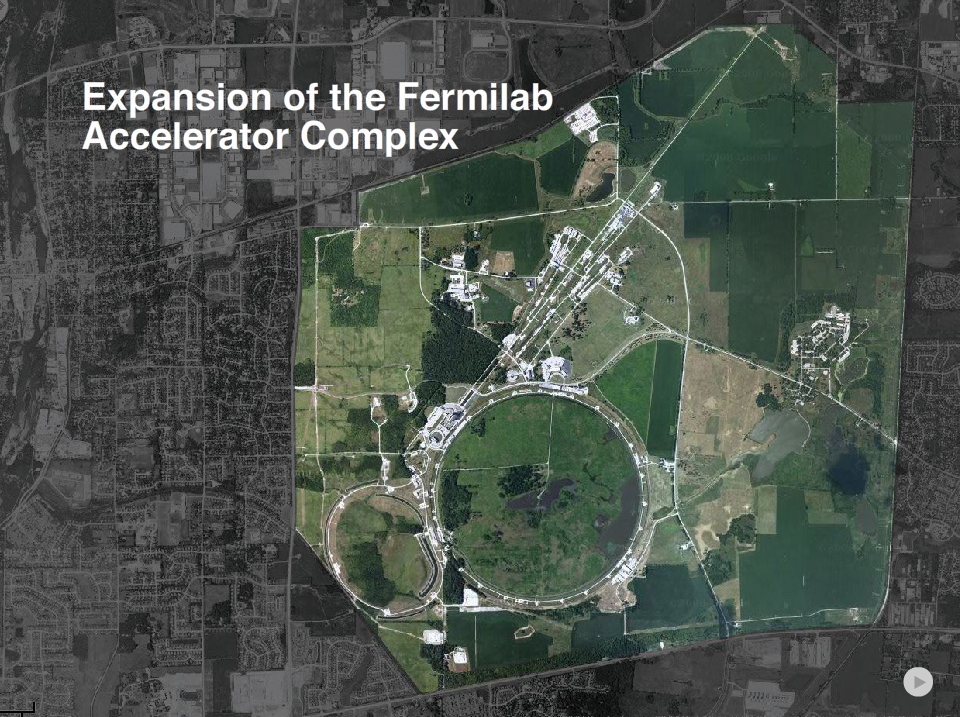 Expansion of the Fermilab
Accelerator Complex